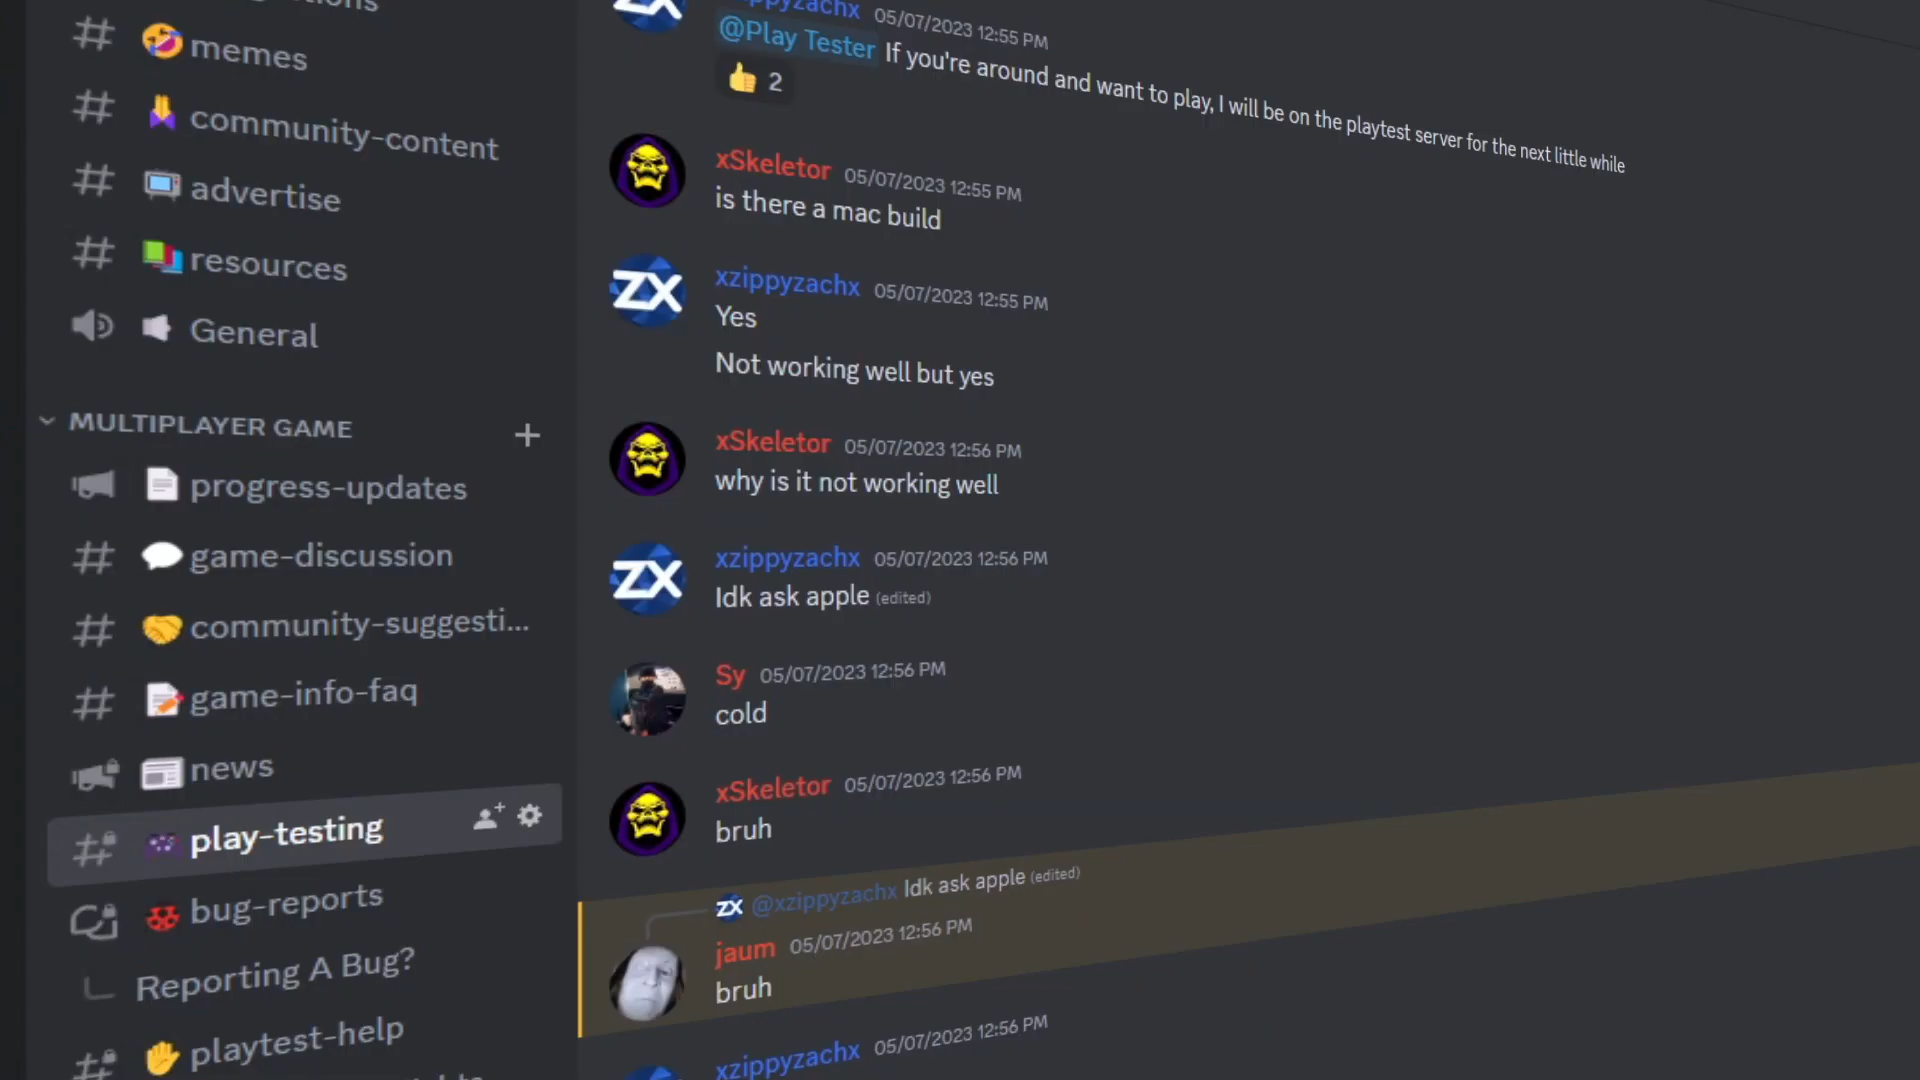 memes
community-content
advertise
resources
General
MULTIPLAYER GAME
progress-updates
game-discussion
community-suggesti...
game-info-faq
news
play-testing
bug-reports
Reporting A Bug?
playtest-help
05/07/2023 12:55 PM
@Play Tester If you're around and want to play, I will be on the playtest server for the next little while
2
xSkeletor 05/07/2023 12:55 PM
is there a mac build
ZX
xzippyzachx 05/07/2023 12:55 PM
Yes
Not working well but yes
xSkeletor 05/07/2023 12:56 PM
why is it not working well
ZX
xzippyzachx 05/07/2023 12:56 PM
Idk ask apple (edited)
Sy 05/07/2023 12:56 PM
cold
xSkeletor 05/07/2023 12:56 PM
bruh
ZX @xzippyzachx Idk ask apple (edited)
jaum 05/07/2023 12:56 PM
bruh
xzippyzachx 05/07/2023 12:56 PM